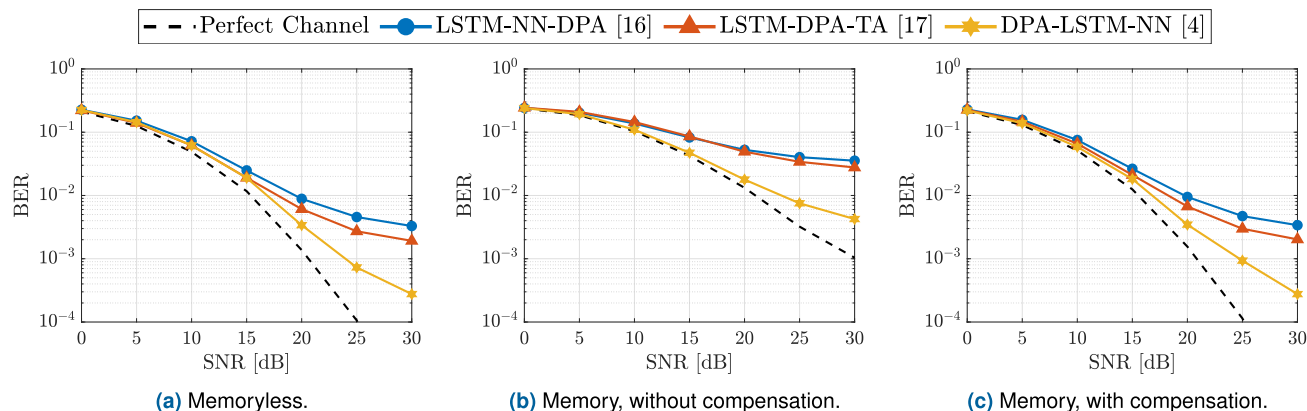 Perfect Channel LSTM-NN-DPA [16] LSTM-DPA-TA [17] DPA-LSTM-NN [4]
10^0
10^-1
10^-2
10^-3
10^-4
BER
0 5 10 15 20 25 30
SNR [dB]
(a) Memoryless.
10^0
10^-1
10^-2
10^-3
10^-4
BER
0 5 10 15 20 25 30
SNR [dB]
(b) Memory, without compensation.
10^0
10^-1
10^-2
10^-3
10^-4
BER
0 5 10 15 20 25 30
SNR [dB]
(c) Memory, with compensation.